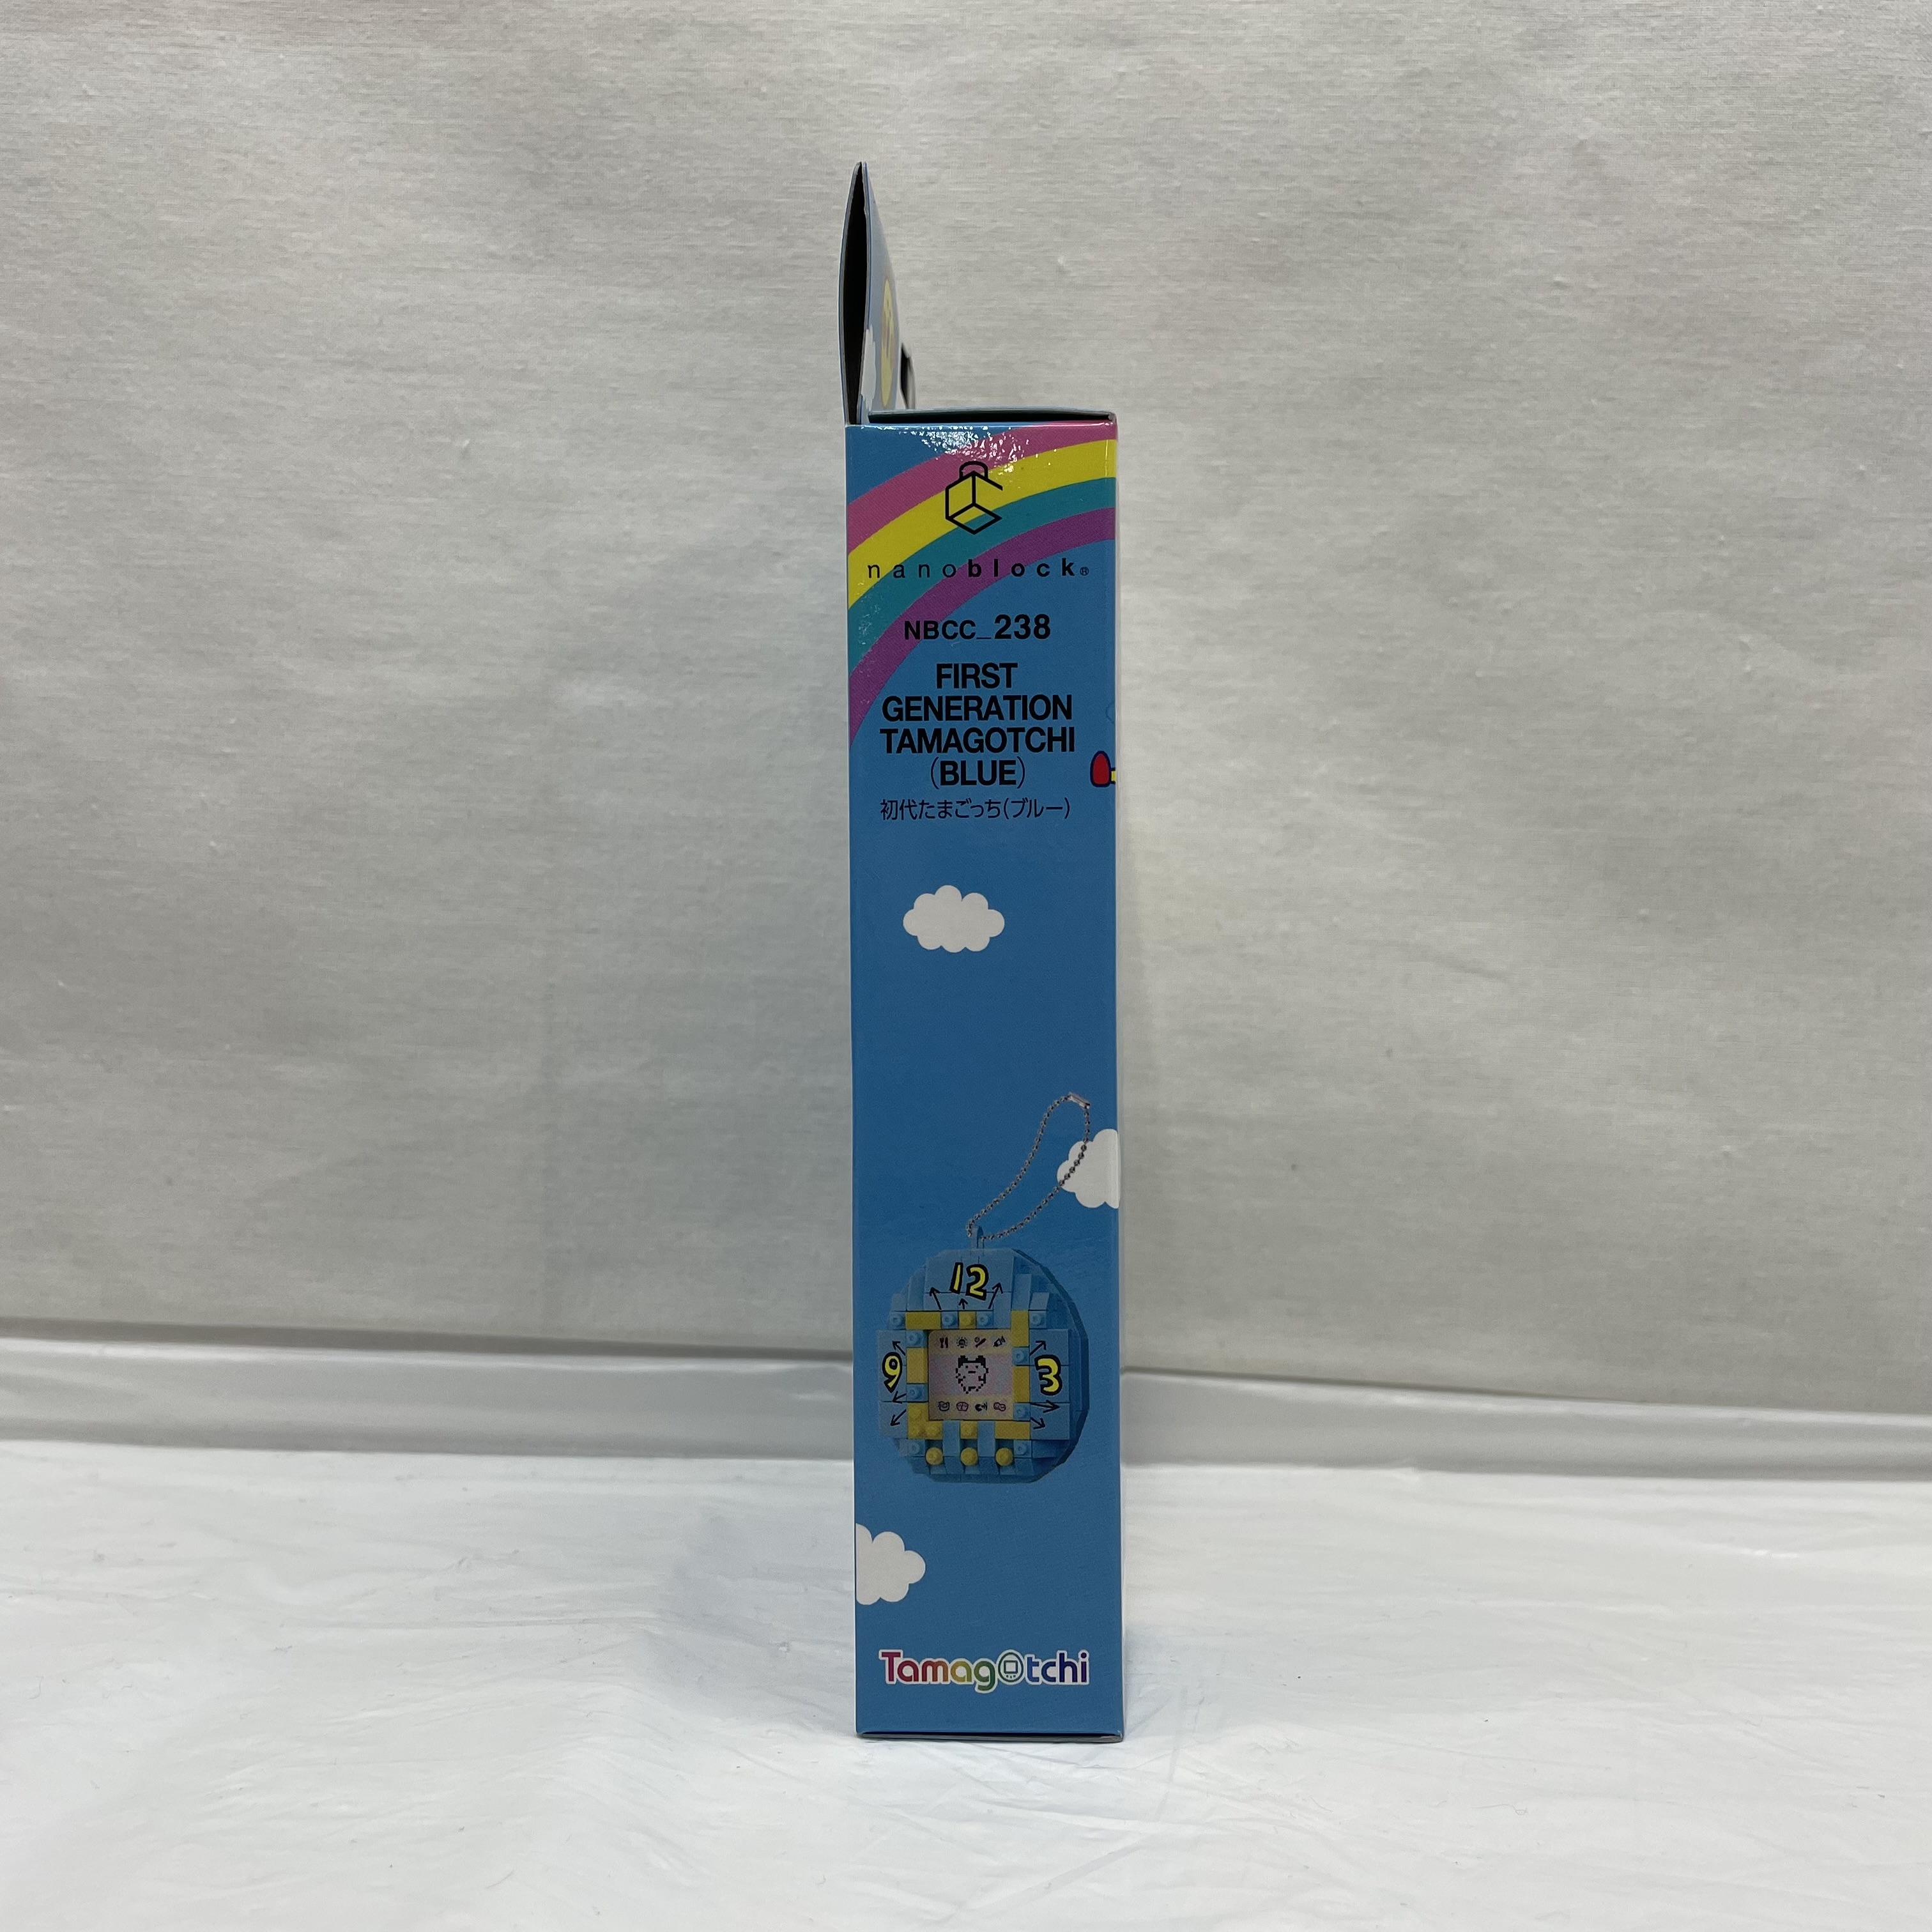 nanoblock®
NBCC_238
FIRST
GENERATION
TAMAGOTCHI
(BLUE)
初代たまごっち(ブルー)
12
9
3
Tamagotchi